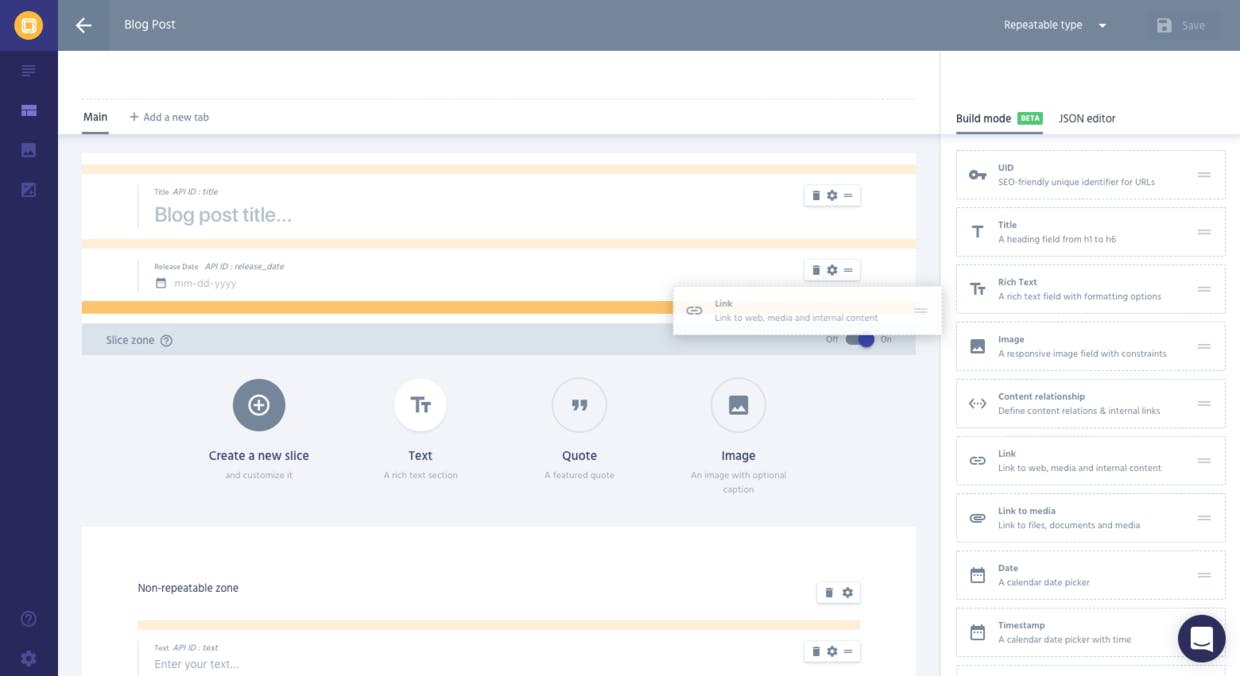 Blog Post
Repeatable type
Save
Main
+ Add a new tab
Build mode BETA
JSON editor
Title API ID : title
Blog post title...
Release Date API ID : release_date
mm-dd-yyyy
Link
Link to web, media and internal content
Slice zone
Off
On
Create a new slice
and customize it
Text
A rich text section
Quote
A featured quote
Image
An image with optional
caption
Non-repeatable zone
Text API ID : text
Enter your text...
UID
SEO-friendly unique identifier for URLs
Title
A heading field from h1 to h6
Rich Text
A rich text field with formatting options
Image
A responsive image field with constraints
Content relationship
Define content relations & internal links
Link
Link to web, media and internal content
Link to media
Link to files, documents and media
Date
A calendar date picker
Timestamp
A calendar date picker with time